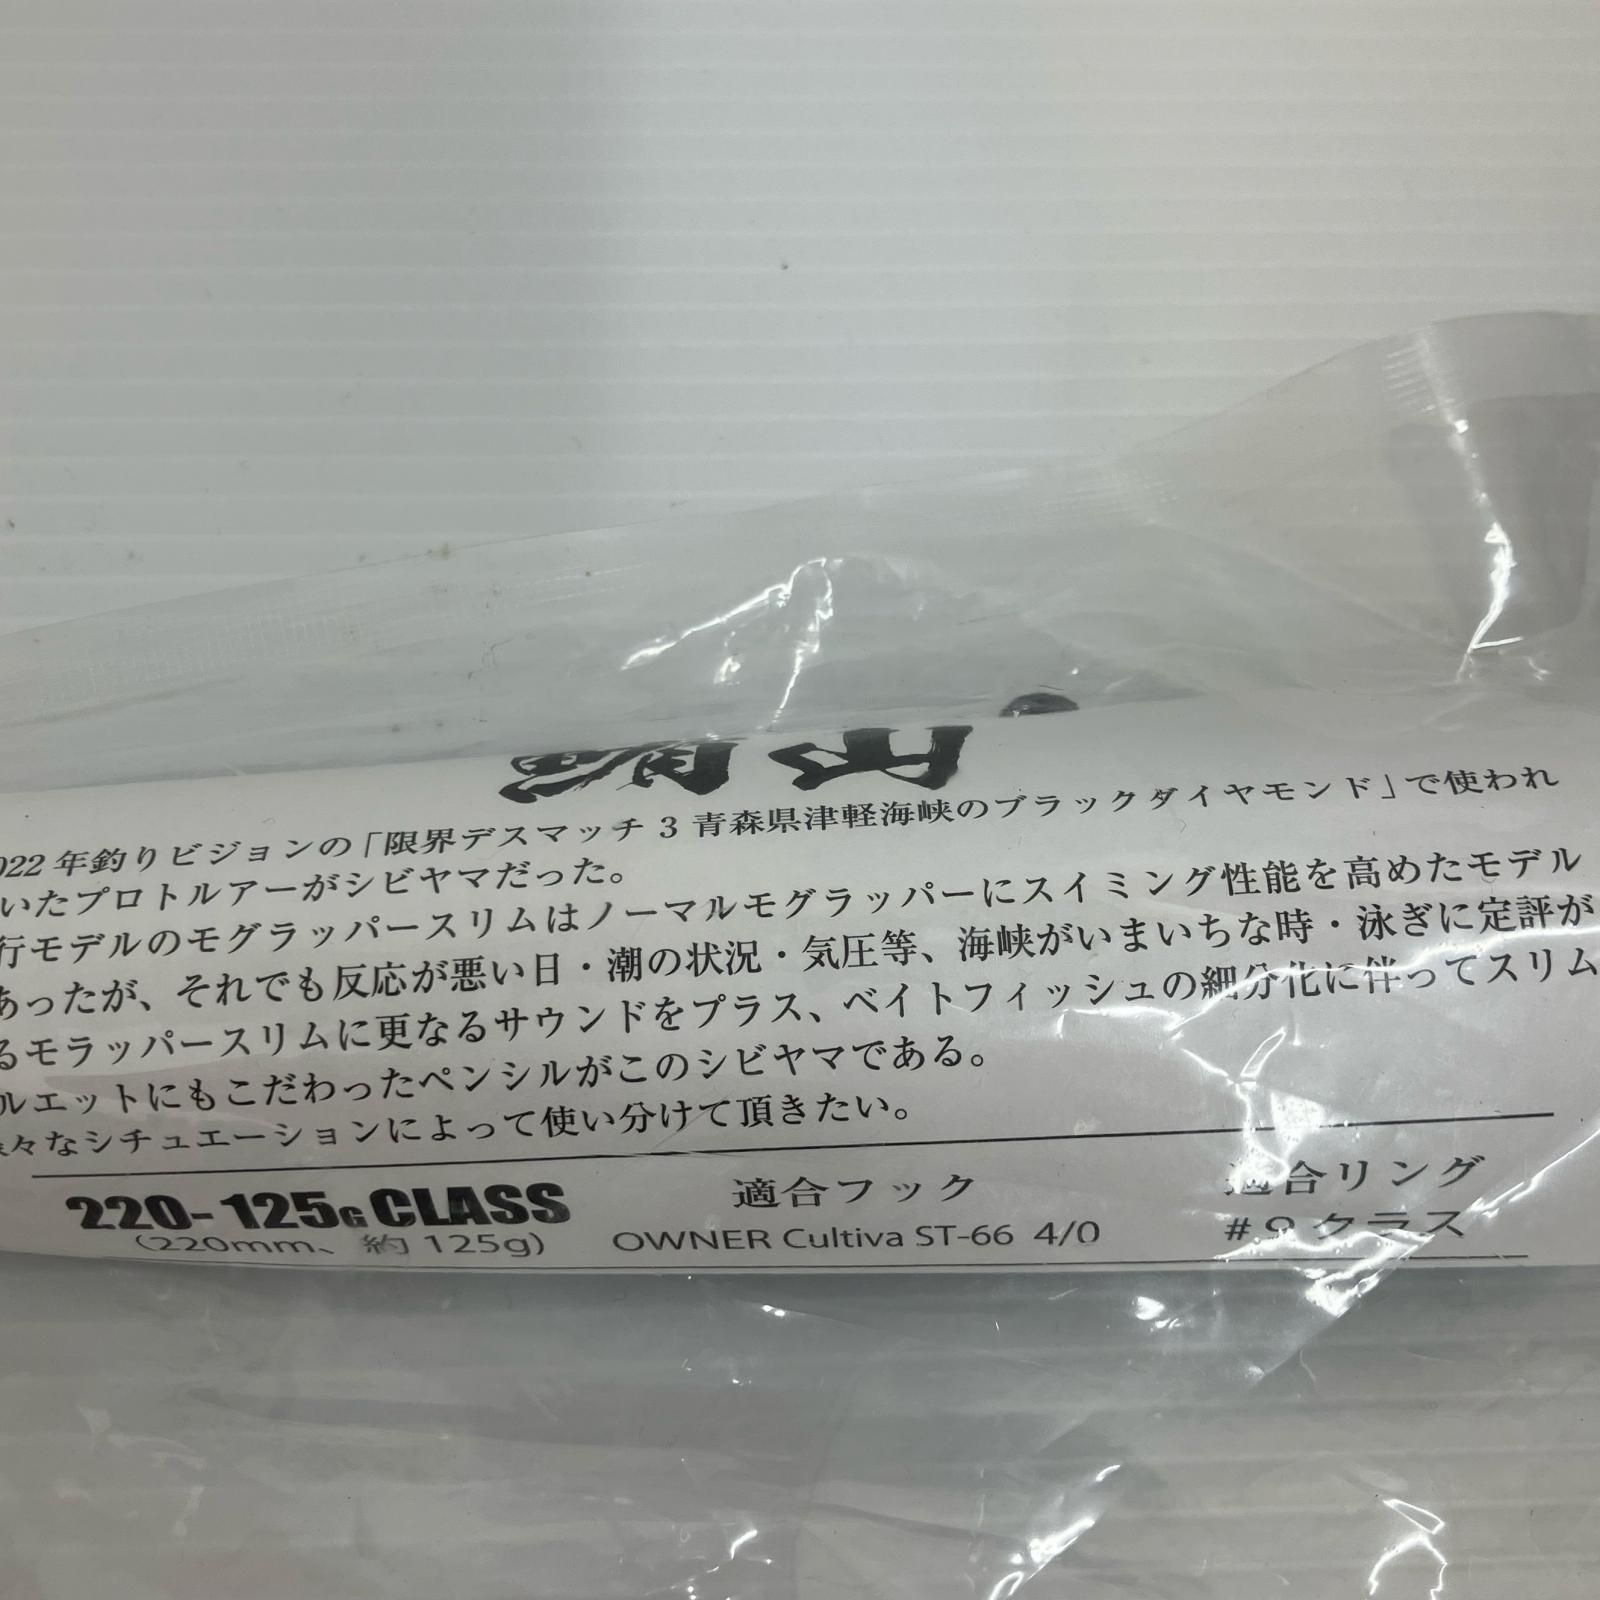 山
022年釣りビジョンの「限界デスマッチ3 青森県津軽海峡のブラックダイヤモンド」で使われ
いたプロトルアーがシビヤマだった。
行モデルのモグラッパースリムはノーマルモグラッパーにスイミング性能を高めたモデル
あったが、それでも反応が悪い日・潮の状況・気圧等、海峡がいまいちな時・泳ぎに定評が
るモラッパースリムに更なるサウンドをプラス、ベイトフィッシュの細分化に伴ってスリム
ルエットにもこだわったペンシルがこのシビヤマである。
々なシチュエーションによって使い分けて頂きたい。
220-125G CLASS
(220mm、約125g)
適合フック
OWNER Cultiva ST-66 4/0
適合リング
#9クラス